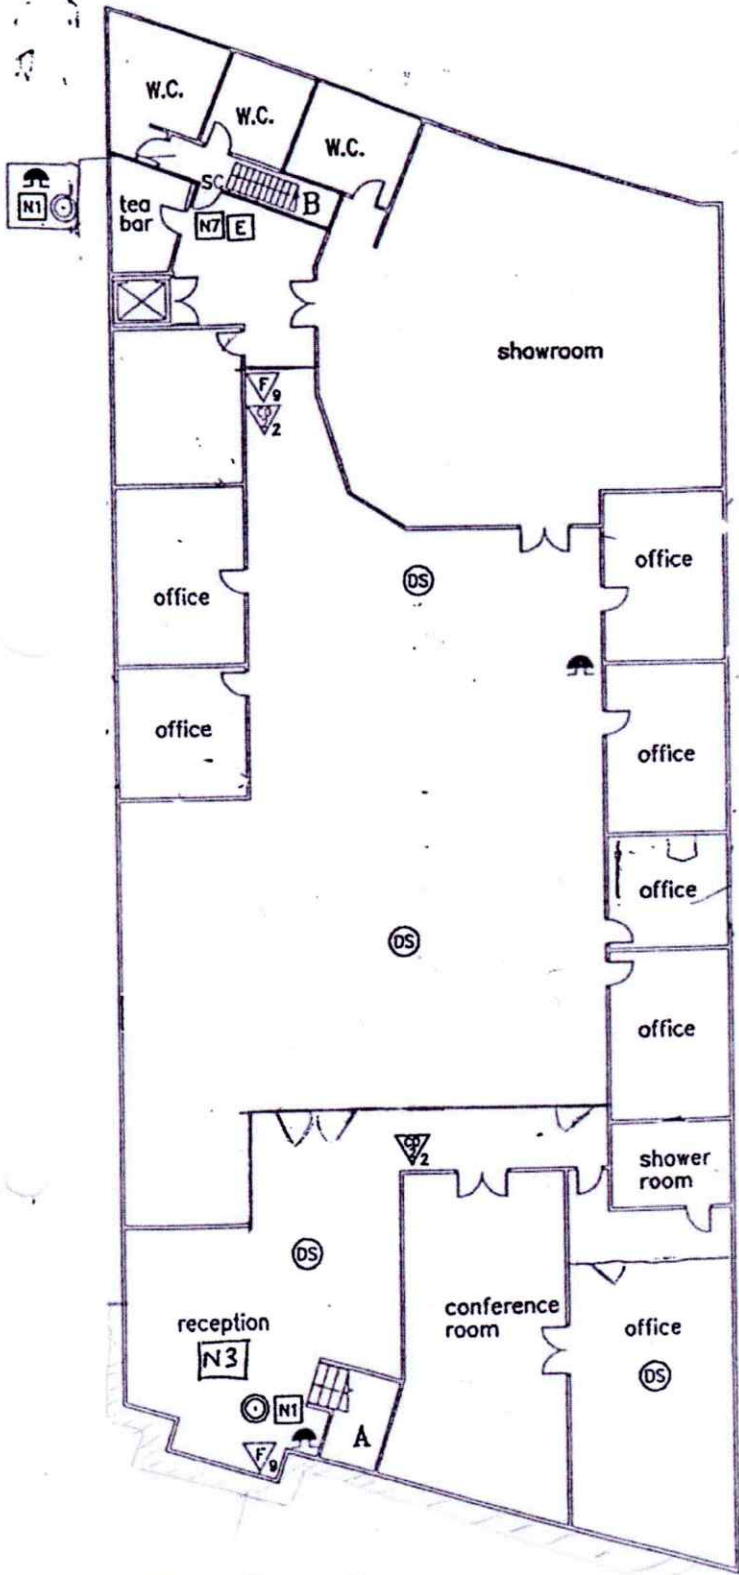 W.C.
W.C.
W.C.
N1
tea
bar
SC
B
N7
E
showroom
F
9
CO
2
office
DS
office
office
office
office
DS
office
CO
2
shower
room
DS
reception
N3
conference
room
office
DS
N1
A
F
9